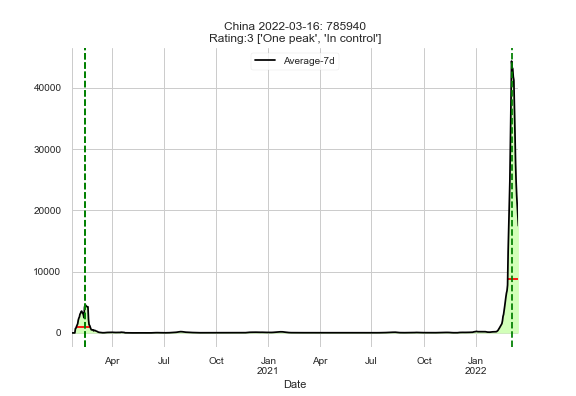 China 2022-03-16: 785940
Rating:3 ['One peak', 'In control']
Average-7d
40000
30000
20000
10000
0
Apr Jul Oct Jan Apr Jul Oct Jan
2021 2022
Date